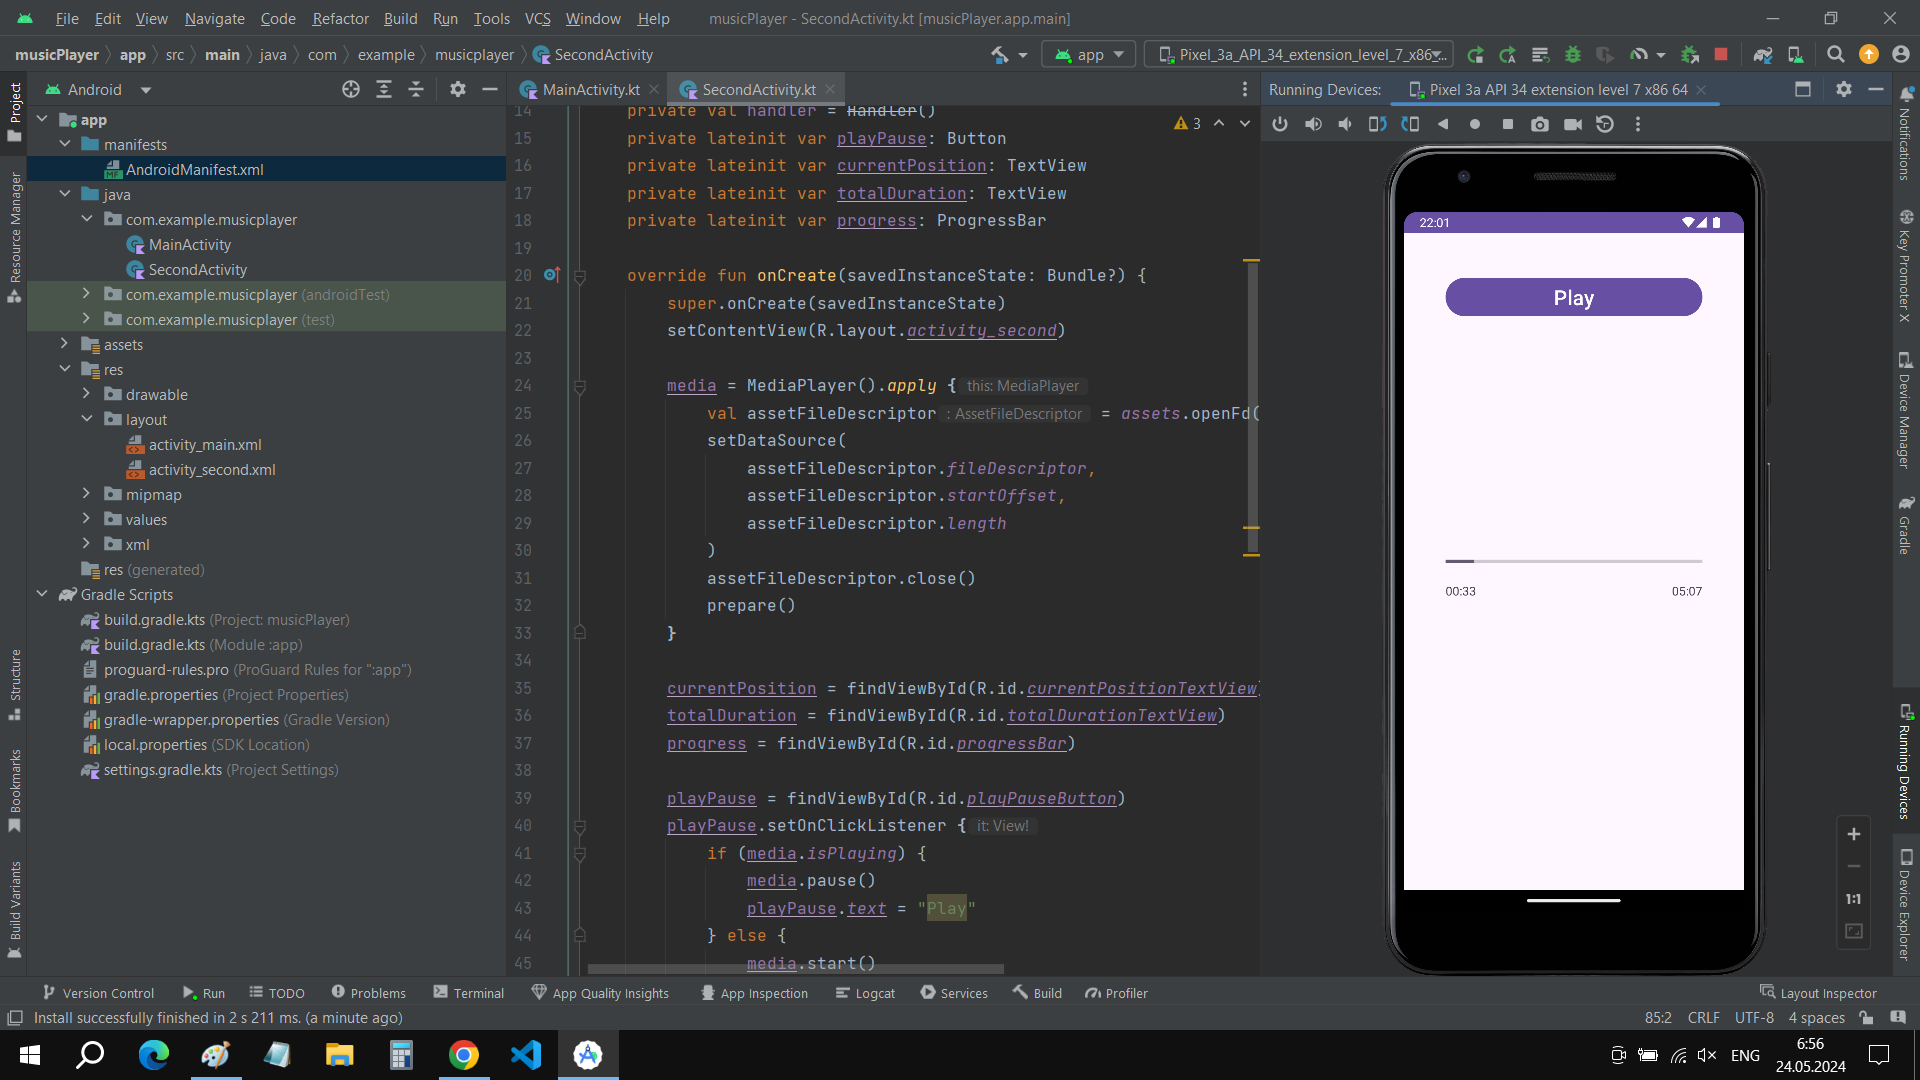 File Edit View Navigate Code Refactor Build Run Tools VCS Window Help musicPlayer - SecondActivity.kt [musicPlayer.app.main]
musicPlayer app src main java com example musicplayer SecondActivity app Pixel_3a_API_34_extension_level_7_x86...
Project
Resource Manager
Structure
Bookmarks
Build Variants
Android
app
manifests
AndroidManifest.xml
java
com.example.musicplayer
MainActivity
SecondActivity
com.example.musicplayer (androidTest)
com.example.musicplayer (test)
assets
res
drawable
layout
activity_main.xml
activity_second.xml
mipmap
values
xml
res (generated)
Gradle Scripts
build.gradle.kts (Project: musicPlayer)
build.gradle.kts (Module :app)
proguard-rules.pro (ProGuard Rules for ":app")
gradle.properties (Project Properties)
gradle-wrapper.properties (Gradle Version)
local.properties (SDK Location)
settings.gradle.kts (Project Settings)
MainActivity.kt SecondActivity.kt
3
14 private val handler = Handler()
15 private lateinit var playPause: Button
16 private lateinit var currentPosition: TextView
17 private lateinit var totalDuration: TextView
18 private lateinit var progress: ProgressBar
19
20 override fun onCreate(savedInstanceState: Bundle?) {
21 super.onCreate(savedInstanceState)
22 setContentView(R.layout.activity_second)
23
24 media = MediaPlayer().apply { this: MediaPlayer
25 val assetFileDescriptor : AssetFileDescriptor = assets.openFd(
26 setDataSource(
27 assetFileDescriptor.fileDescriptor,
28 assetFileDescriptor.startOffset,
29 assetFileDescriptor.length
30 )
31 assetFileDescriptor.close()
32 prepare()
33 }
34
35 currentPosition = findViewById(R.id.currentPositionTextView)
36 totalDuration = findViewById(R.id.totalDurationTextView)
37 progress = findViewById(R.id.progressBar)
38
39 playPause = findViewById(R.id.playPauseButton)
40 playPause.setOnClickListener { it: View!
41 if (media.isPlaying) {
42 media.pause()
43 playPause.text = "Play"
44 } else {
45 media.start()
Running Devices: Pixel 3a API 34 extension level 7 x86 64
22:01
Play
00:33 05:07
1:1
Notifications
Key Promoter X
Device Manager
Gradle
Running Devices
Device Explorer
Version Control Run TODO Problems Terminal App Quality Insights App Inspection Logcat Services Build Profiler Layout Inspector
Install successfully finished in 2 s 211 ms. (a minute ago) 85:2 CRLF UTF-8 4 spaces
ENG 6:56
24.05.2024